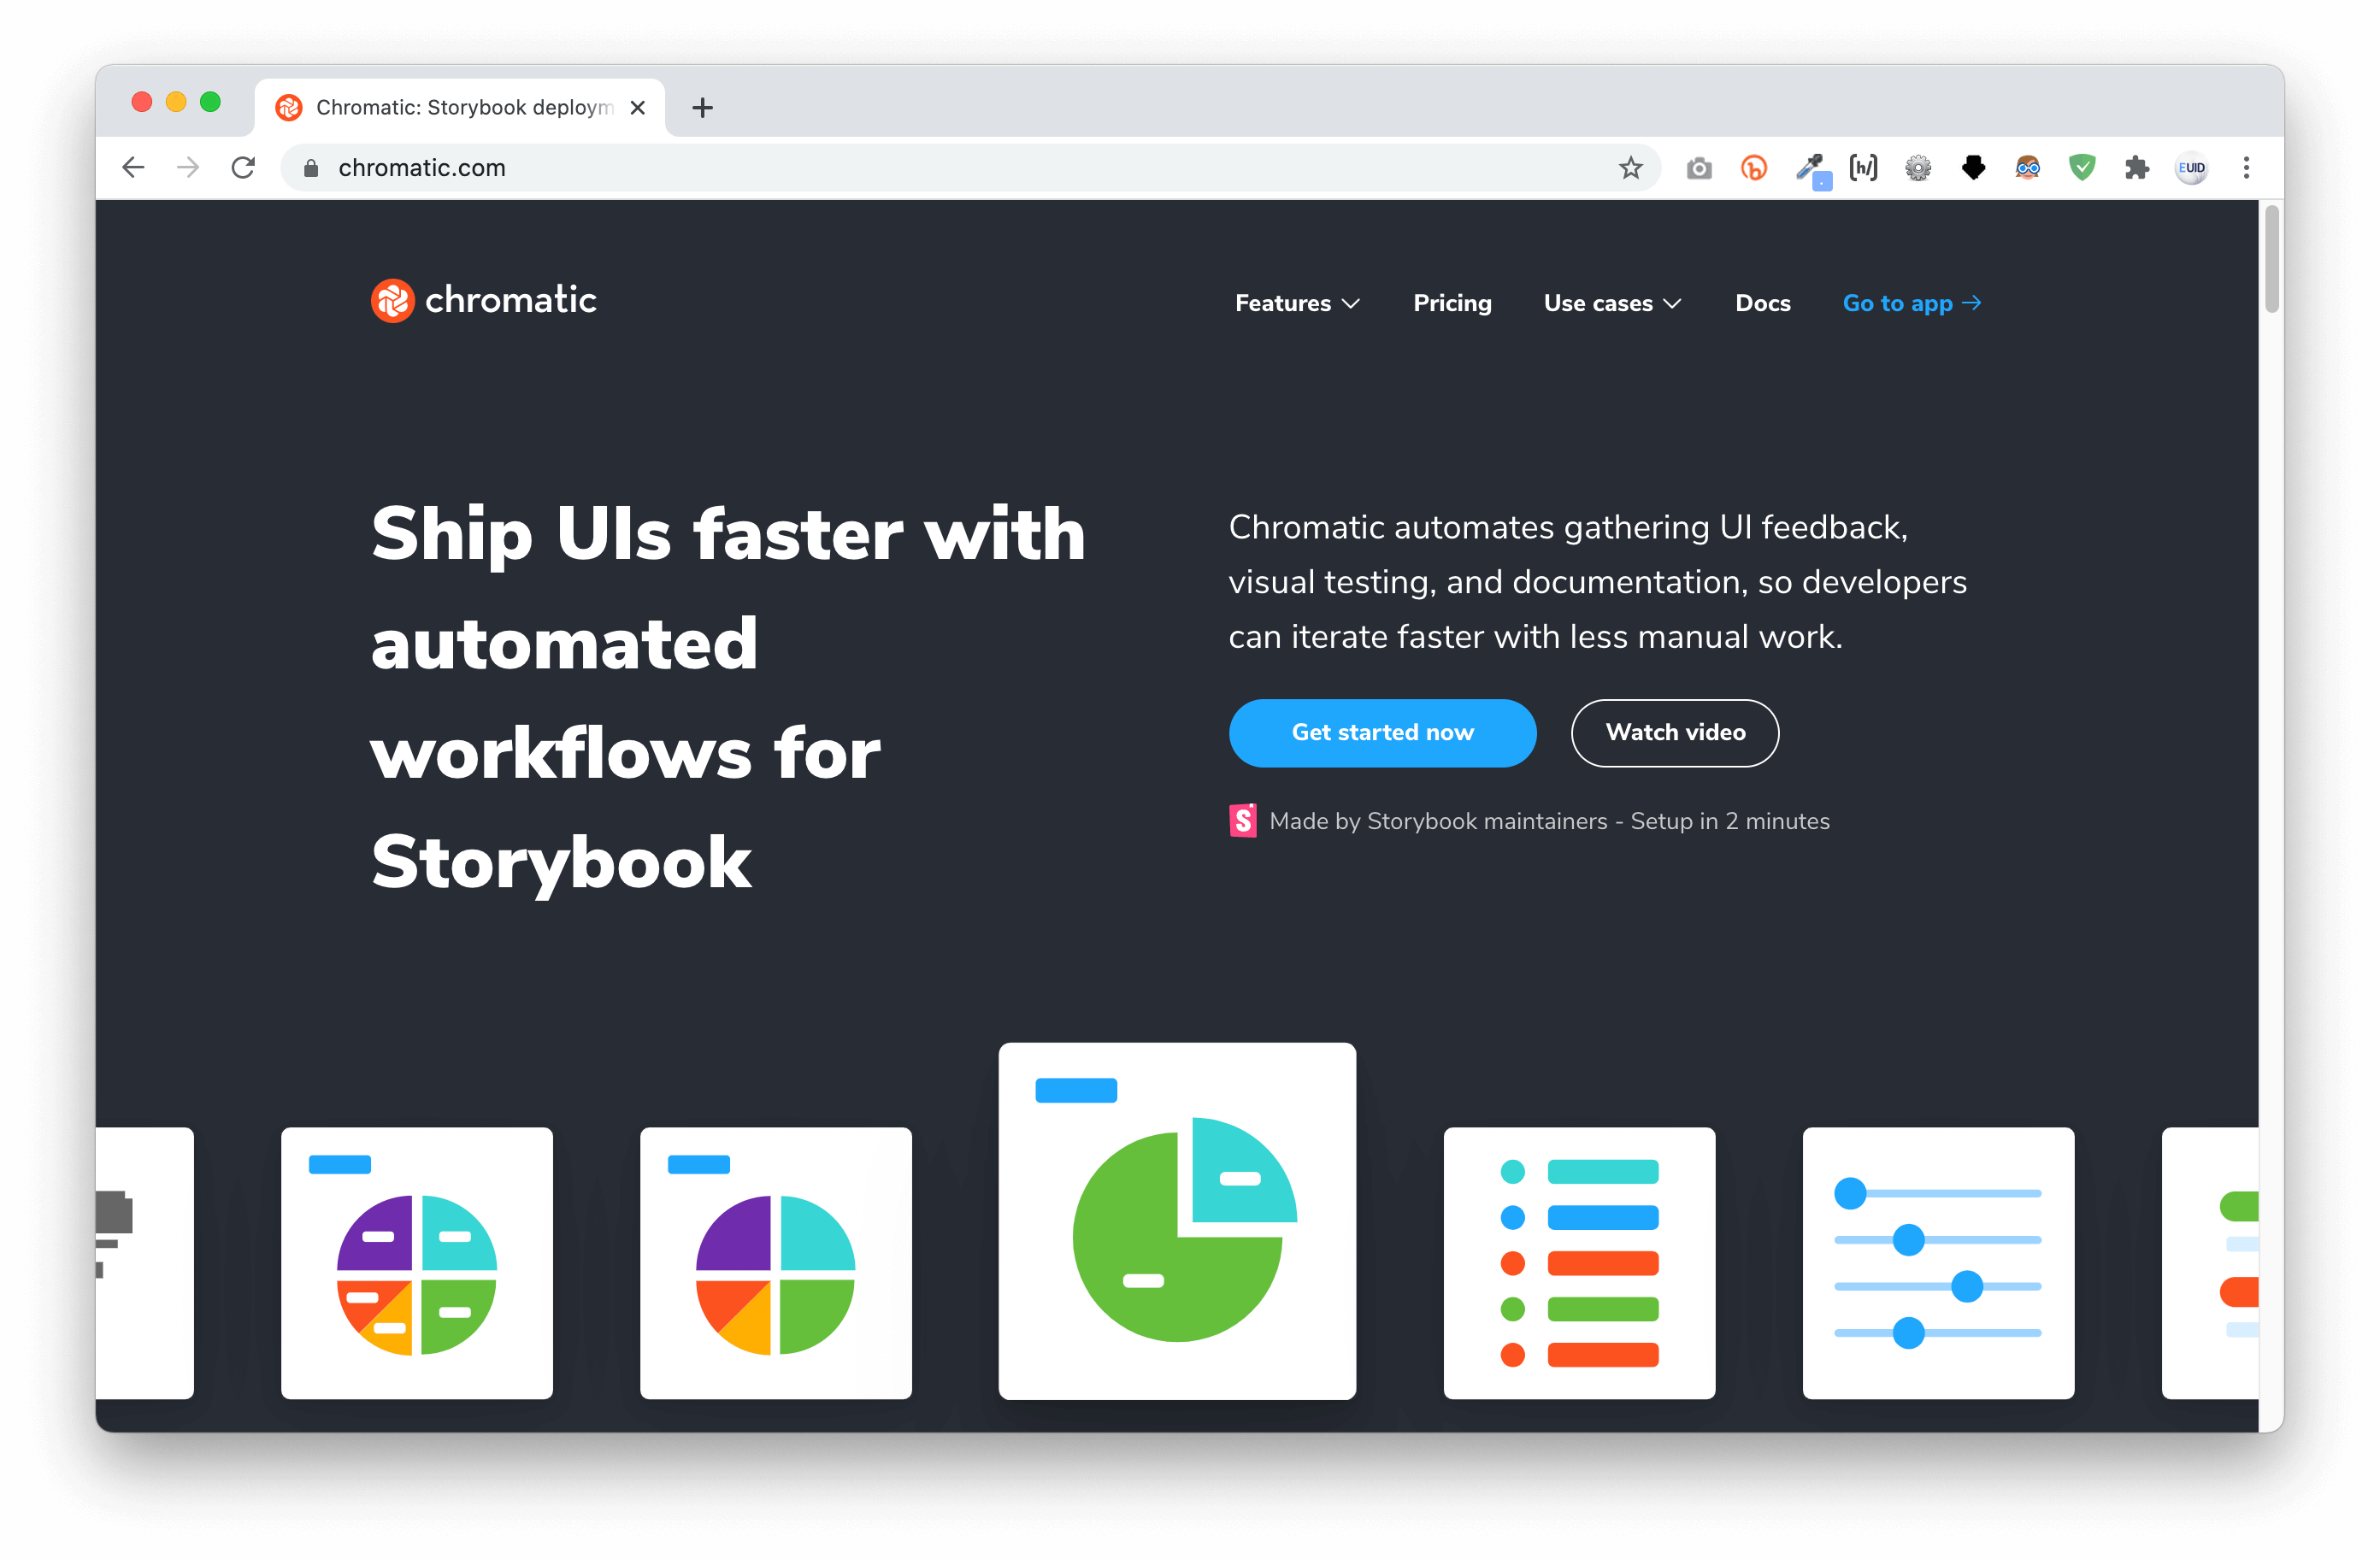 Chromatic: Storybook deploym
chromatic.com
EUID
chromatic
Features
Pricing
Use cases
Docs
Go to app →
Ship UIs faster with
automated
workflows for
Storybook
Chromatic automates gathering UI feedback,
visual testing, and documentation, so developers
can iterate faster with less manual work.
Get started now
Watch video
S
Made by Storybook maintainers - Setup in 2 minutes